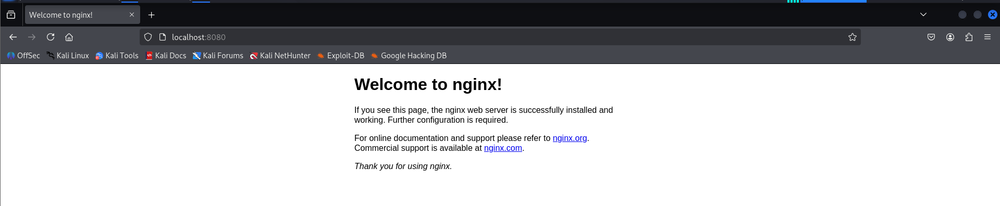 Welcome to nginx!
localhost:8080
OffSec Kali Linux Kali Tools Kali Docs Kali Forums Kali NetHunter Exploit-DB Google Hacking DB
Welcome to nginx!
If you see this page, the nginx web server is successfully installed and
working. Further configuration is required.
For online documentation and support please refer to nginx.org.
Commercial support is available at nginx.com.
Thank you for using nginx.